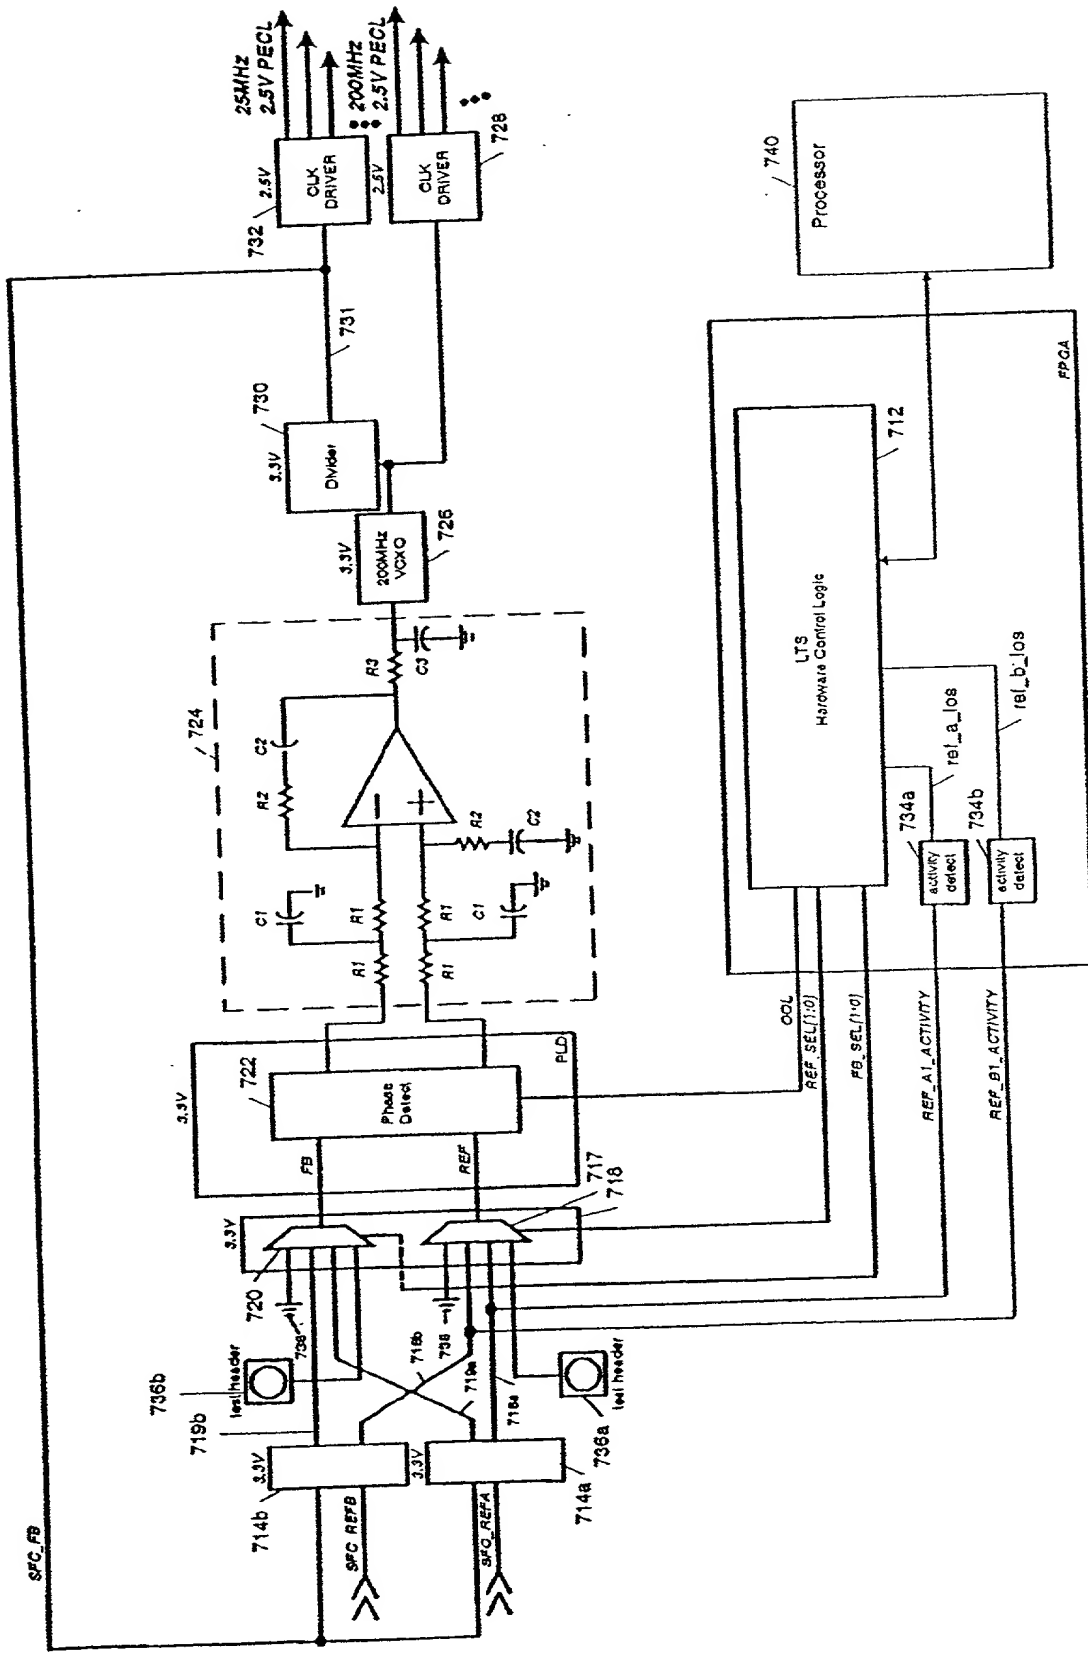 SFC_FB
25MHz
2.5V PECL
200MHz
2.5V PECL
2.5V
CLK
DRIVER
732
2.5V
CLK
DRIVER
728
731
730
3.3V
Divider
3.3V
200MHz
VCXO
726
724
R2
C2
R3
C3
C1
R1
R1
R1
R1
C1
R2
C2
3.3V
722
Phase
Detect
PLD
FB
REF
3.3V
717
718
720
738
738
736b
test header
719b
718b
719a
718a
test header
736a
3.3V
714b
3.3V
714a
SFC_REFB
SFC_REFA
740
Processor
FPGA
LTS
Hardware Control Logic
712
ref_a_los
ref_b_los
734a
734b
activity
detect
activity
detect
OOL
REF_SEL[1:0]
FB_SEL[1:0]
REF_A1_ACTIVITY
REF_B1_ACTIVITY